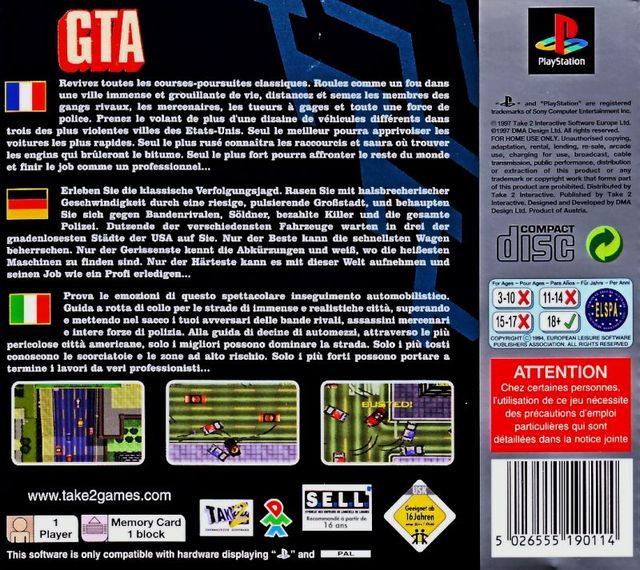 GTA
Revivez toutes les courses-poursuites classiques. Roulez comme un fou dans
une ville immense et grouillante de vie, distancez et semez les membres des
gangs rivaux, les mercenaires, les tueurs à gages et toute une force de
police. Prenez le volant de plus d'une dizaine de véhicules différents dans
trois des plus violentes villes des Etats-Unis. Seul le meilleur pourra apprivoiser les
voitures les plus rapides. Seul le plus rusé connaîtra les raccourcis et saura où trouver
les engins qui brûleront le bitume. Seul le plus fort pourra affronter le reste du monde
et finir le job comme un professionnel...
Erleben Sie die klassische Verfolgungsjagd. Rasen Sie mit halsbrecherischer
Geschwindigkeit durch eine riesige, pulsierende Großstadt, und behaupten
Sie sich gegen Bandenrivalen, Söldner, bezahlte Killer und die gesamte
Polizei. Dutzende der verschiedensten Fahrzeuge warten in drei der
gnadenlosesten Städte der USA auf Sie. Nur der Beste kann die schnellsten Wagen
beherrschen. Nur der Gerissenste kennt die Abkürzungen und weiß, wo die heißesten
Maschinen zu finden sind. Nur der Härteste kann es mit dieser Welt aufnehmen und
seinen Job wie ein Profi erledigen...
Prova le emozioni di questo spettacolare inseguimento automobilistico.
Guida a rotta di collo per le strade di immense e realistiche città, superando
e mettendo nel sacco i tuoi avversari delle bande rivali, assassini mercenari
e intere forze di polizia. Alla guida di decine di automezzi, attraverso le più
pericolose città americane, solo i migliori possono dominare la strada. Solo i più tosti
conoscono le scorciatoie e le zone ad alto rischio. Solo i più forti possono portare a
termine i lavori da veri professionisti...
BUSTED!
www.take2games.com
TAKE 2
INTERACTIVE SOFTWARE
SELL
Recommandé à partir de
16 ans
USK
Geeignet ab
16 Jahren
1
Player
Memory Card
1 block
This software is only compatible with hardware displaying "PS" and PAL
PlayStation
"PS" and "PlayStation" are registered
trademarks of Sony Computer Entertainment Inc.
© 1997 Take 2 Interactive Software Europe Ltd.
©1997 DMA Design Ltd. All rights reserved.
FOR HOME USE ONLY. Unauthorised copying,
adaptation, rental, lending, re-sale, arcade
use, charging for use, broadcast, cable
transmission, public performance, distribution
or extraction of this product or any
trademark or copyright work that forms part
of this product are prohibited. Distributed by
Take 2 Interactive. Published by Take 2
Interactive. Designed and Developed by DMA
Design Ltd. Product of Austria.
COMPACT
disc
For Ages - Pour Ages - Para Años - Für Jahre - Per Anni
3-10
11-14
15-17
18+
ELSPA
COPYRIGHT © 1994, EUROPEAN LEISURE SOFTWARE
PUBLISHERS ASSOCIATION. ALL RIGHTS RESERVED
ATTENTION
Chez certaines personnes,
l'utilisation de ce jeu nécessite
des précautions d'emploi
particulières qui sont
détaillées dans la notice jointe
5 026555 190114